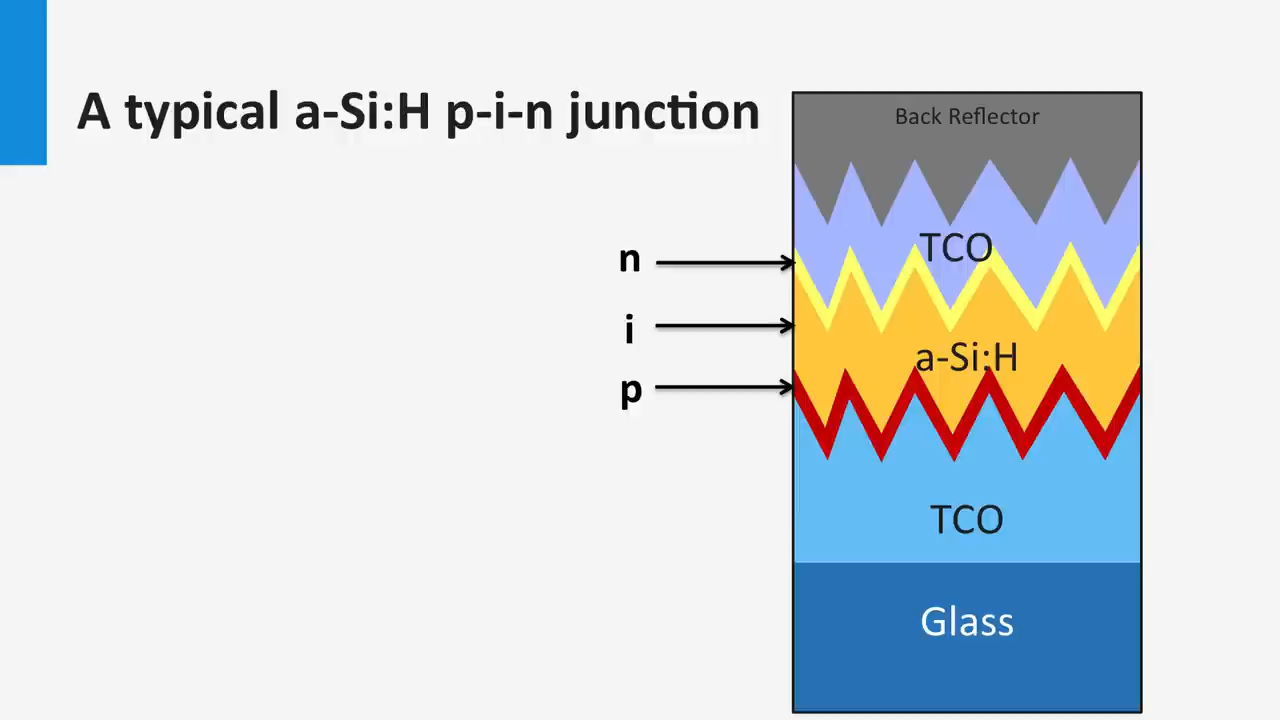 A typical a-Si:H p-i-n junction
Back Reflector
n
TCO
i
a-Si:H
p
TCO
Glass